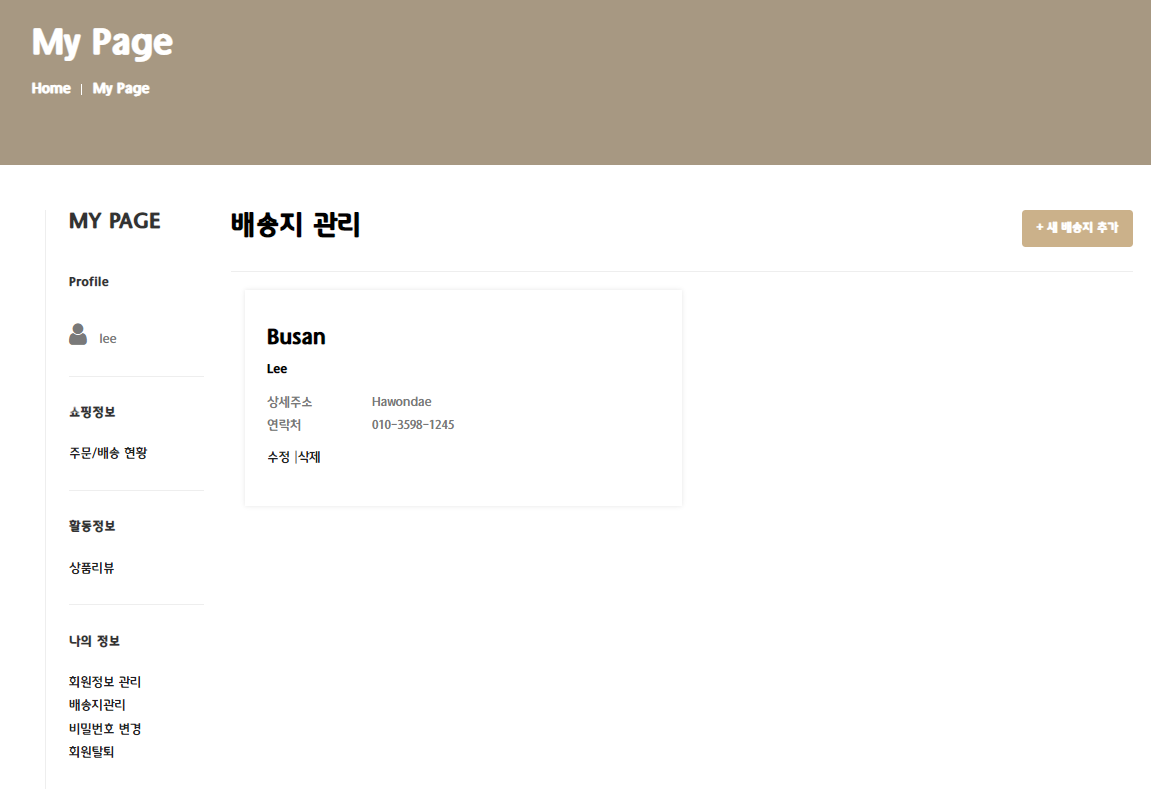 My Page
Home | My Page
MY PAGE
Profile
lee
쇼핑정보
주문/배송 현황
활동정보
상품리뷰
나의 정보
회원정보 관리
배송지관리
비밀번호 변경
회원탈퇴
배송지 관리
+ 새 배송지 추가
Busan
Lee
상세주소 Hawondae
연락처 010-3598-1245
수정 |삭제